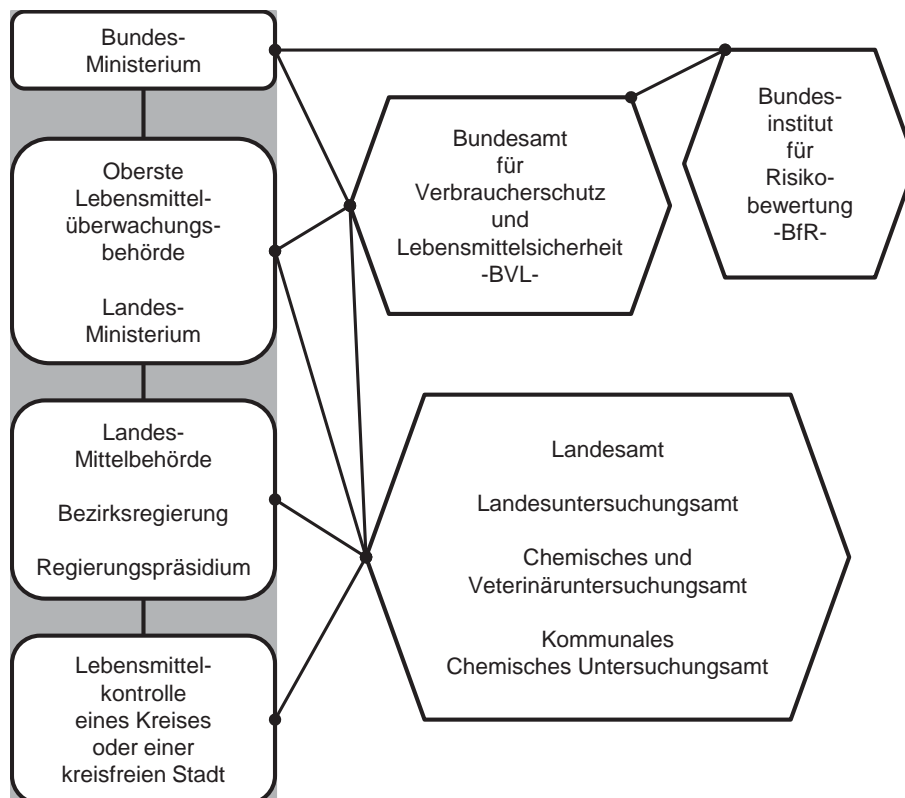 Bundes-
Ministerium
Oberste
Lebensmittel-
überwachungs-
behörde
Landes-
Ministerium
Landes-
Mittelbehörde
Bezirksregierung
Regierungspräsidium
Lebensmittel-
kontrolle
eines Kreises
oder einer
kreisfreien Stadt
Bundesamt
für
Verbraucherschutz
und
Lebensmittelsicherheit
-BVL-
Bundes-
institut
für
Risiko-
bewertung
-BfR-
Landesamt
Landesuntersuchungsamt
Chemisches und
Veterinäruntersuchungsamt
Kommunales
Chemisches Untersuchungsamt